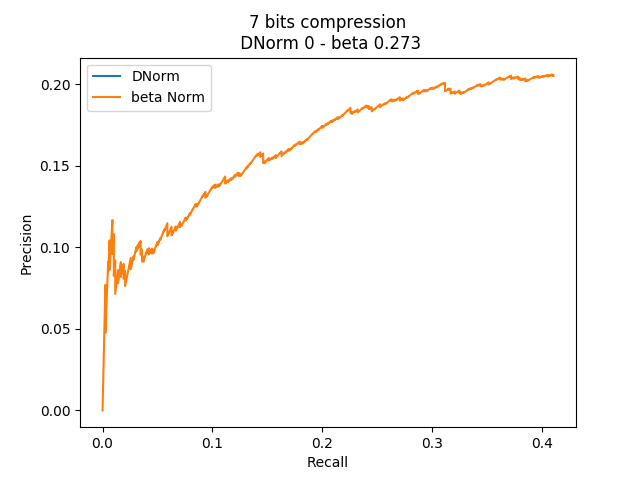 7 bits compression
DNorm 0 - beta 0.273
DNorm
beta Norm
0.20
0.15
0.10
0.05
0.00
Precision
0.0
0.1
0.2
0.3
0.4
Recall